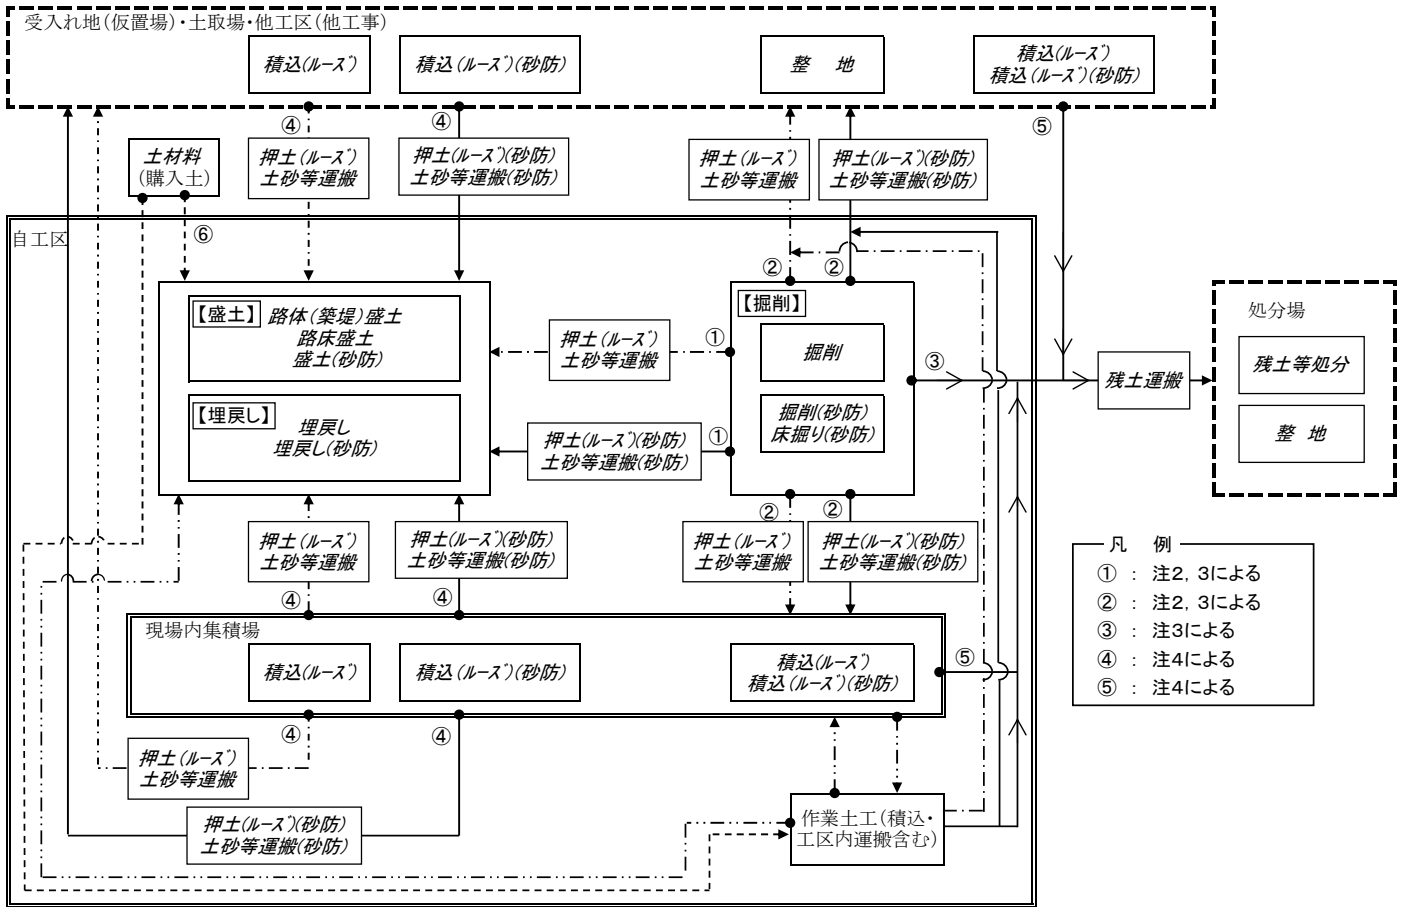 受入れ地(仮置場)・土取場・他工区(他工事)
積込(ﾙｰｽﾞ)
積込(ﾙｰｽﾞ)(砂防)
整 地
積込(ﾙｰｽﾞ)
積込(ﾙｰｽﾞ)(砂防)
④
④
⑤
土材料
(購入土)
押土(ﾙｰｽﾞ)
土砂等運搬
押土(ﾙｰｽﾞ)(砂防)
土砂等運搬(砂防)
押土(ﾙｰｽﾞ)
土砂等運搬
押土(ﾙｰｽﾞ)(砂防)
土砂等運搬(砂防)
自工区
⑥
②
②
【盛土】
路体(築堤)盛土
路床盛土
盛土(砂防)
【埋戻し】
埋戻し
埋戻し(砂防)
押土(ﾙｰｽﾞ)
土砂等運搬
①
押土(ﾙｰｽﾞ)(砂防)
土砂等運搬(砂防)
①
【掘削】
掘削
掘削(砂防)
床掘り(砂防)
③
残土運搬
処分場
残土等処分
整 地
②
②
押土(ﾙｰｽﾞ)
土砂等運搬
押土(ﾙｰｽﾞ)(砂防)
土砂等運搬(砂防)
押土(ﾙｰｽﾞ)
土砂等運搬
押土(ﾙｰｽﾞ)(砂防)
土砂等運搬(砂防)
④
④
現場内集積場
積込(ﾙｰｽﾞ)
積込(ﾙｰｽﾞ)(砂防)
積込(ﾙｰｽﾞ)
積込(ﾙｰｽﾞ)(砂防)
⑤
④
④
押土(ﾙｰｽﾞ)
土砂等運搬
押土(ﾙｰｽﾞ)(砂防)
土砂等運搬(砂防)
作業土工(積込・
工区内運搬含む)
凡 例
① : 注2, 3による
② : 注2, 3による
③ : 注3による
④ : 注4による
⑤ : 注4による